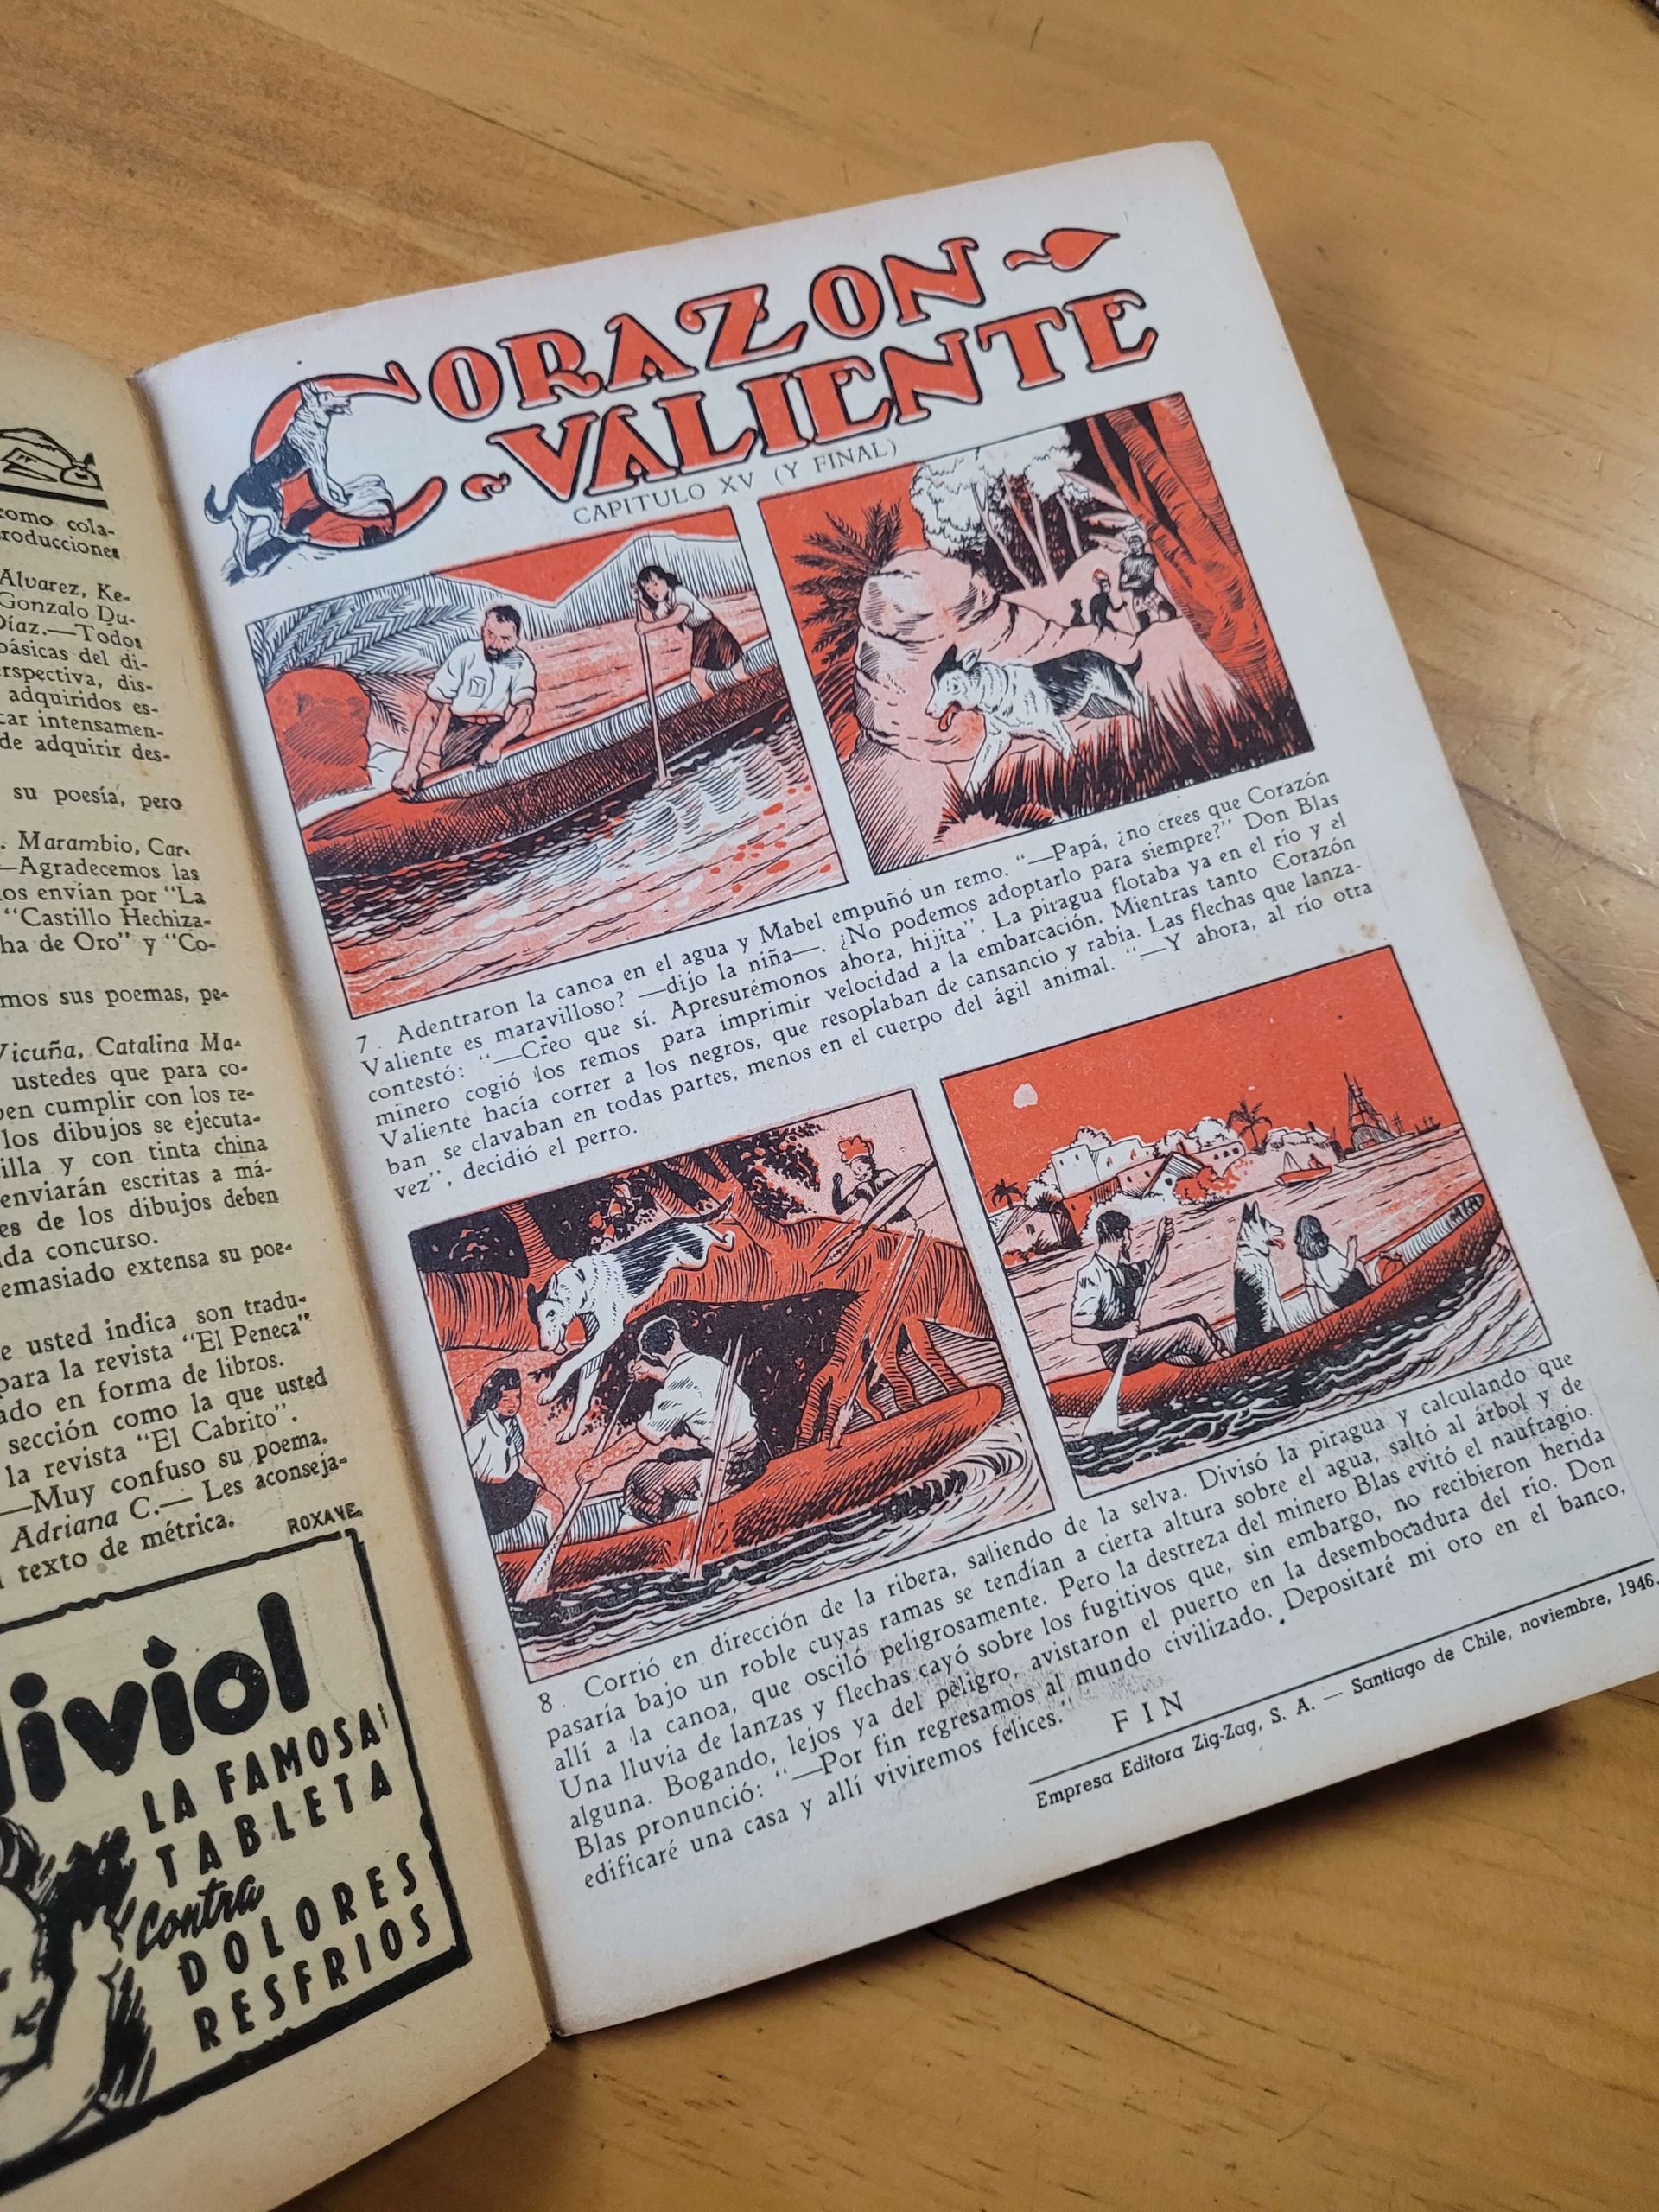 como cola-
roducciones
Alvarez, Ke-
Gonzalo Du-
Díaz.—Todos
básicas del di-
erspectiva, dis-
adquiridos es-
car intensamen-
de adquirir des-
su poesía, pero
. Marambio, Car-
—Agradecemos las
os envían por "La
"Castillo Hechiza-
ha de Oro" y "Co-
mos sus poemas, pe-
Vicuña, Catalina Ma-
ustedes que para co-
ben cumplir con los re-
los dibujos se ejecuta-
illa y con tinta china
enviarán escritas a má-
es de los dibujos deben
ada concurso.
emasiado extensa su poe-
e usted indica son tradu-
para la revista "El Peneca"
ado en forma de libros.
sección como la que usted
la revista "El Cabrito".
—Muy confuso su poema.
Adriana C.— Les aconseja-
texto de métrica.
ROXANE
liviol
LA FAMOSA
TABLETA
Contra
DOLORES
RESFRIOS
CORAZON
VALIENTE
CAPITULO XV (Y FINAL)
7. Adentraron la canoa en el agua y Mabel empuñó un remo. "—Papá, ¿no crees que Corazón
Valiente es maravilloso? —dijo la niña—. ¿No podemos adoptarlo para siempre?" Don Blas
contestó: "—Creo que sí. Apresurémonos ahora, hijita". La piragua flotaba ya en el río y el
minero cogió los remos para imprimir velocidad a la embarcación. Mientras tanto Corazón
Valiente hacía correr a los negros, que resoplaban de cansancio y rabia. Las flechas que lanza-
ban se clavaban en todas partes, menos en el cuerpo del ágil animal. "—Y ahora, al río otra
vez", decidió el perro.
8. Corrió en dirección de la ribera, saliendo de la selva. Divisó la piragua y calculando que
pasaría bajo un roble cuyas ramas se tendían a cierta altura sobre el agua, saltó al árbol y de
allí a la canoa, que osciló peligrosamente. Pero la destreza del minero Blas evitó el naufragio.
Una lluvia de lanzas y flechas cayó sobre los fugitivos que, sin embargo, no recibieron herida
alguna. Bogando, lejos ya del peligro, avistaron el puerto en la desembocadura del río. Don
Blas pronunció: "—Por fin regresamos al mundo civilizado. Depositaré mi oro en el banco,
edificaré una casa y allí viviremos felices."
FIN
Empresa Editora Zig-Zag, S. A. — Santiago de Chile, noviembre, 1946.